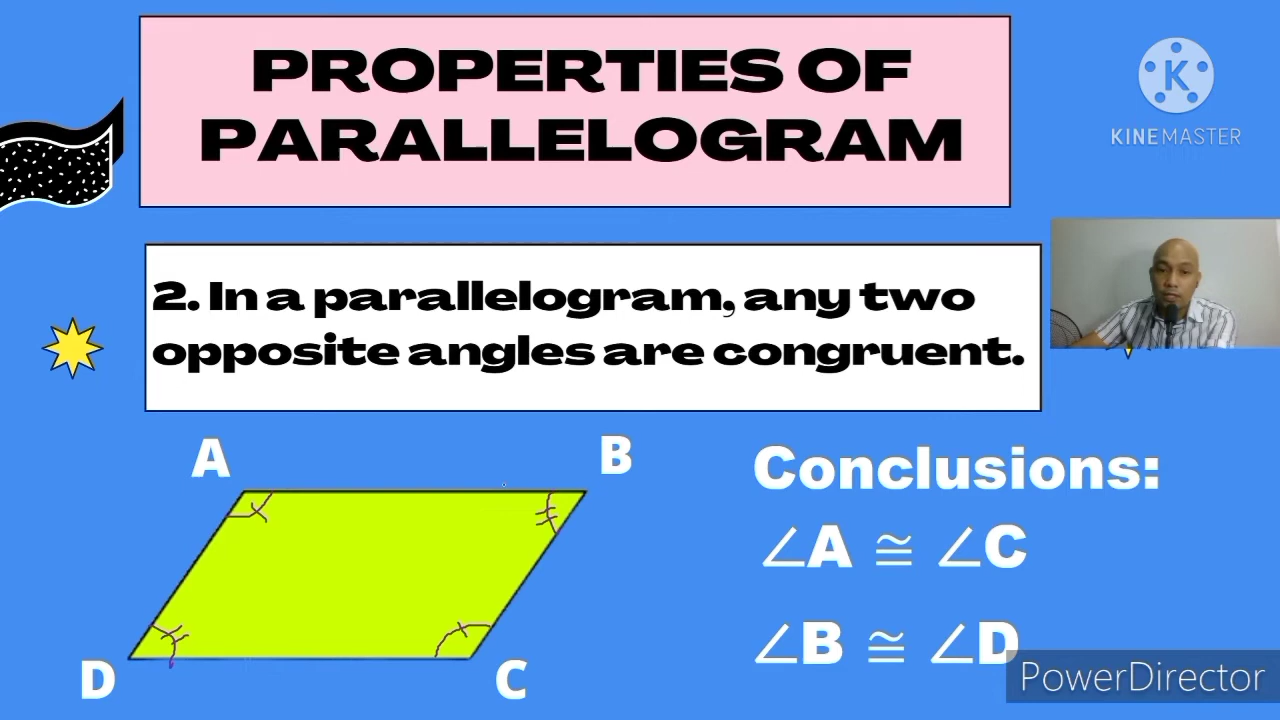 PROPERTIES OF
PARALLELOGRAM
K
KINEMASTER
2. In a parallelogram, any two
opposite angles are congruent.
A
B
D
C
Conclusions:
∠A ≅ ∠C
∠B ≅ ∠D
PowerDirector